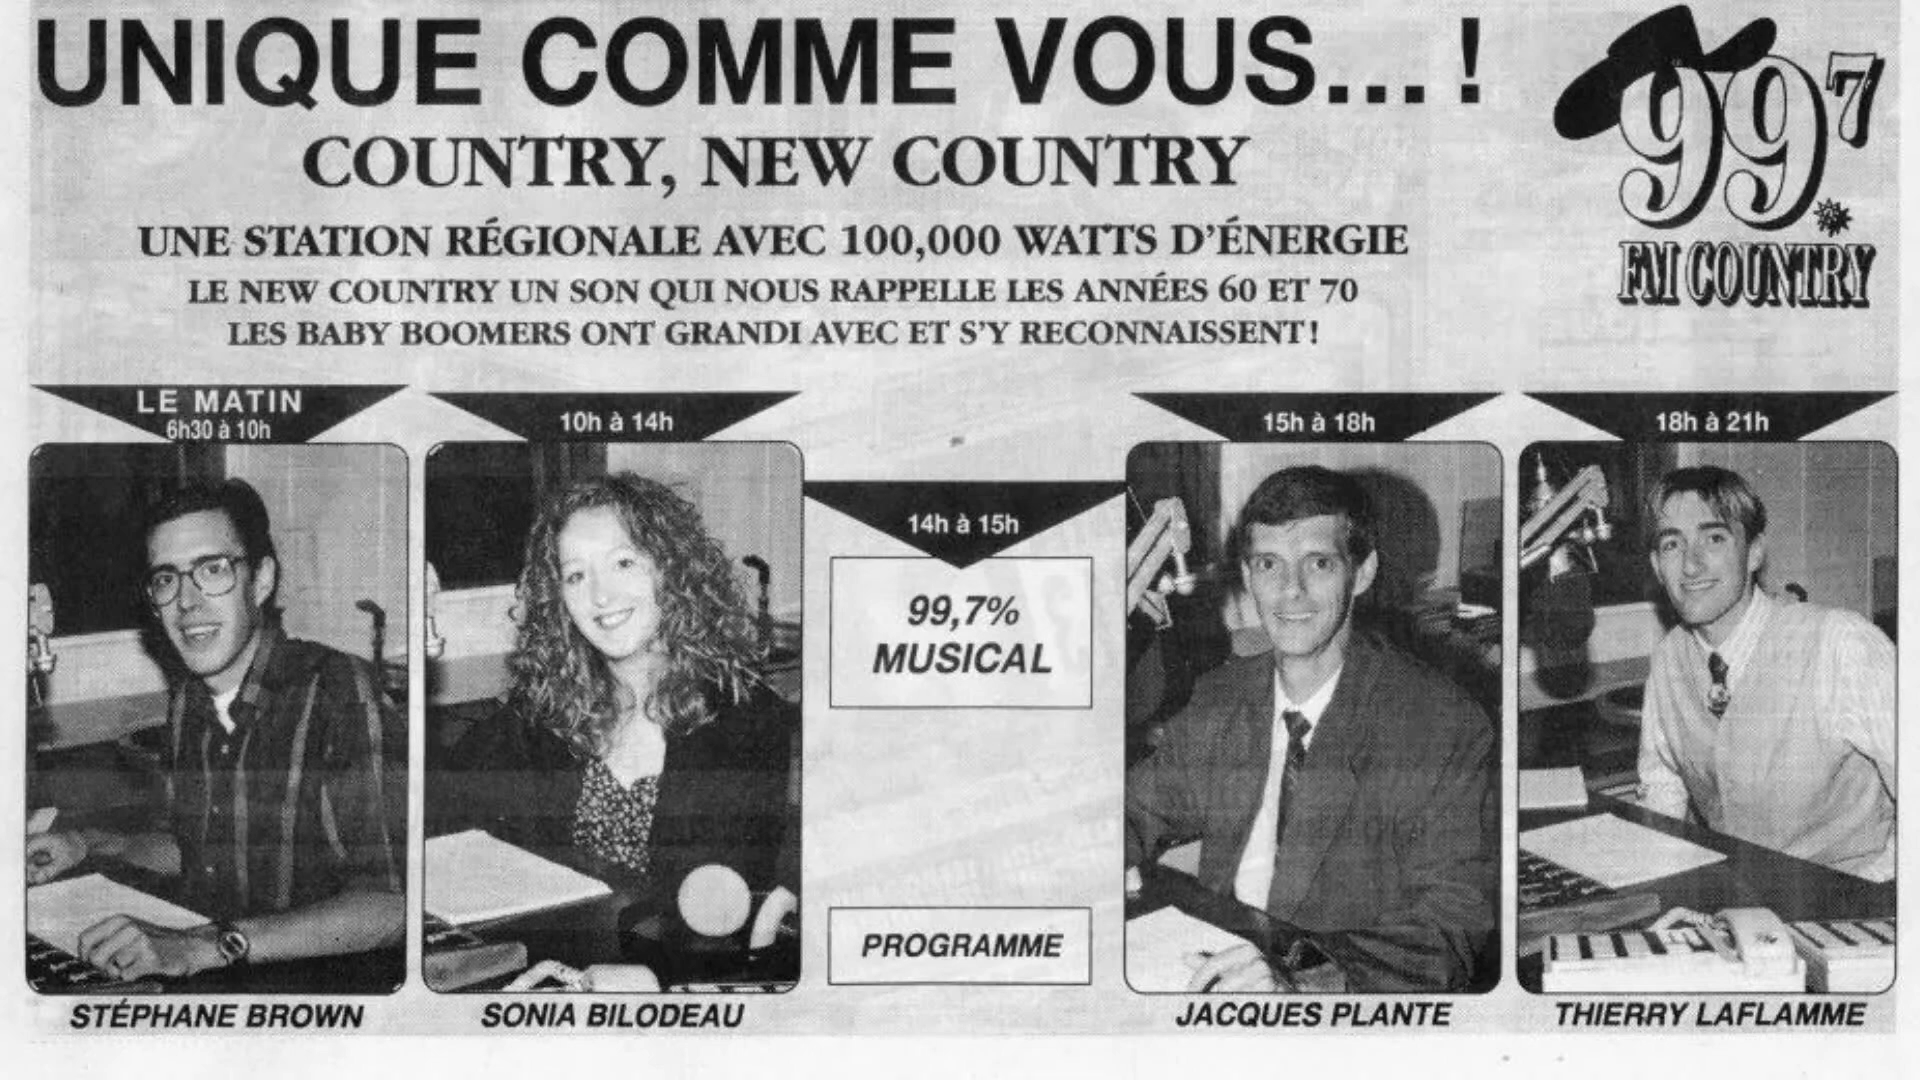 UNIQUE COMME VOUS... !
COUNTRY, NEW COUNTRY
UNE STATION RÉGIONALE AVEC 100,000 WATTS D'ÉNERGIE
LE NEW COUNTRY UN SON QUI NOUS RAPPELLE LES ANNÉES 60 ET 70
LES BABY BOOMERS ONT GRANDI AVEC ET S'Y RECONNAISSENT!
99.7
FM COUNTRY
LE MATIN
6h30 à 10h
STÉPHANE BROWN
10h à 14h
SONIA BILODEAU
14h à 15h
99,7%
MUSICAL
PROGRAMME
15h à 18h
JACQUES PLANTE
18h à 21h
THIERRY LAFLAMME